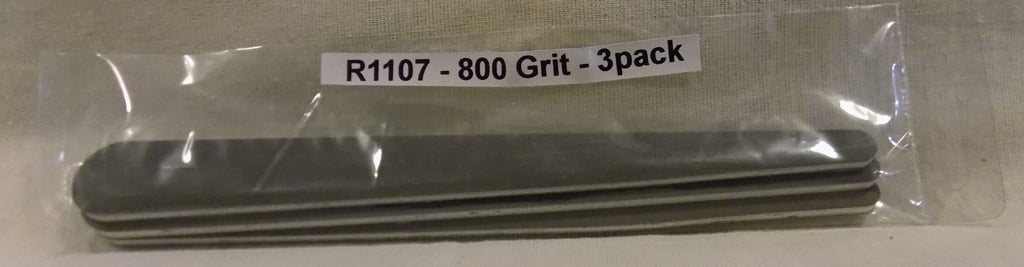 R1107 - 800 Grit - 3pack